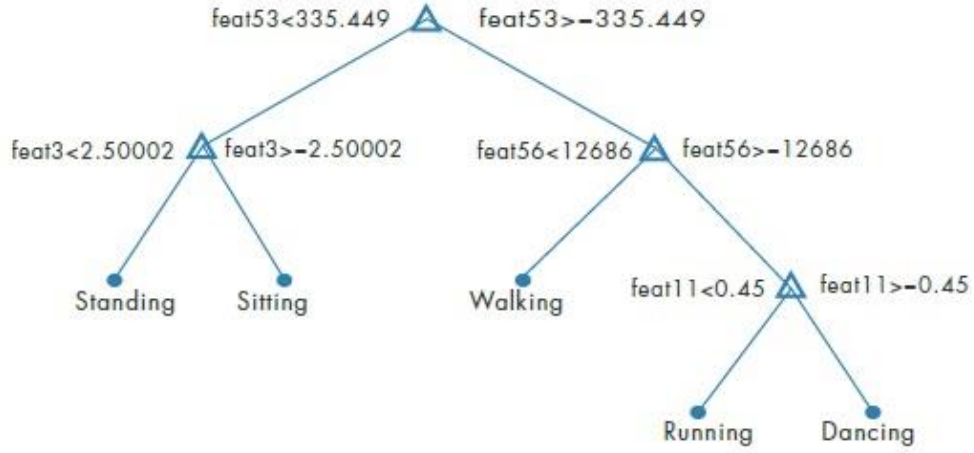 feat53<335.449 feat53>−335.449
feat3<2.50002 feat3>−2.50002 feat56<12686 feat56>−12686
Standing Sitting Walking feat11<0.45 feat11>−0.45
Running Dancing